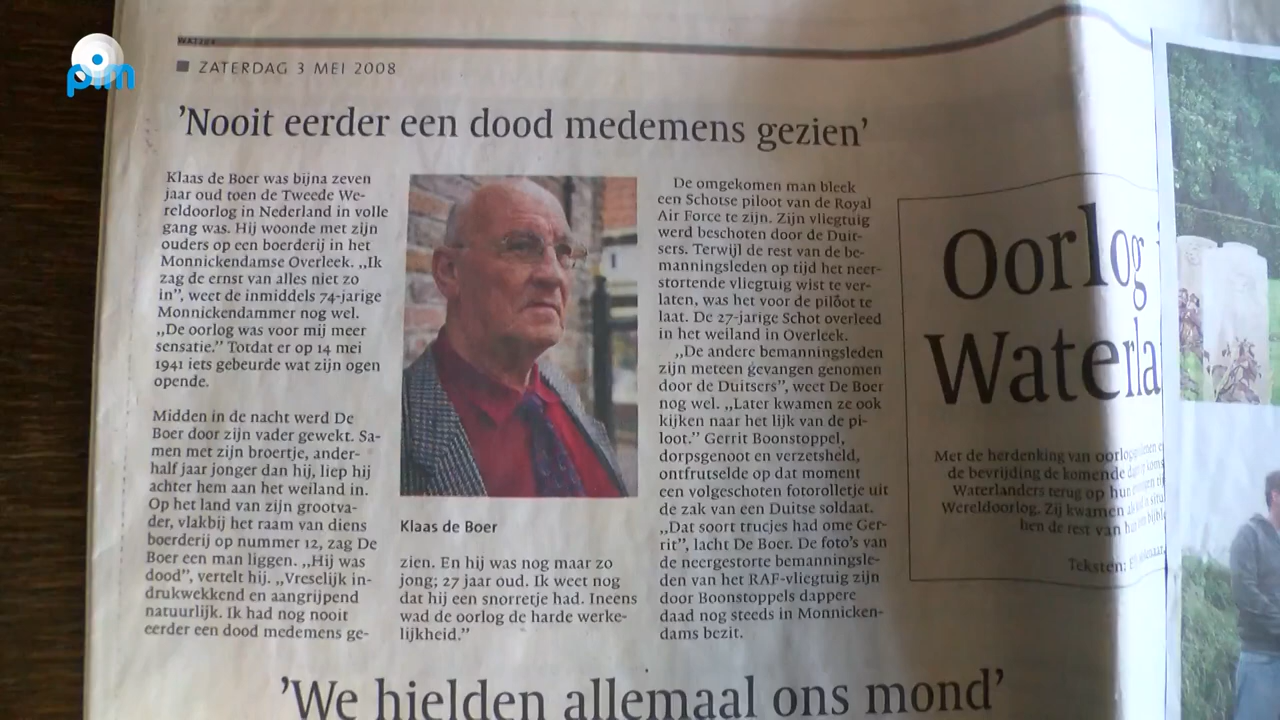 pim
ZATERDAG 3 MEI 2008
'Nooit eerder een dood medemens gezien'
Klaas de Boer was bijna zeven
jaar oud toen de Tweede We-
reldoorlog in Nederland in volle
gang was. Hij woonde met zijn
ouders op een boerderij in het
Monnickendamse Overleek. „Ik
zag de ernst van alles niet zo
in”, weet de inmiddels 74-jarige
Monnickendammer nog wel.
„De oorlog was voor mij meer
sensatie.” Totdat er op 14 mei
1941 iets gebeurde wat zijn ogen
opende.
Midden in de nacht werd De
Boer door zijn vader gewekt. Sa-
men met zijn broertje, ander-
half jaar jonger dan hij, liep hij
achter hem aan het weiland in.
Op het land van zijn grootva-
der, vlakbij het raam van diens
boerderij op nummer 12, zag De
Boer een man liggen. „Hij was
dood”, vertelt hij. „Vreselijk in-
drukwekkend en aangrijpend
natuurlijk. Ik had nog nooit
eerder een dood medemens ge-
Klaas de Boer
zien. En hij was nog maar zo
jong; 27 jaar oud. Ik weet nog
dat hij een snorretje had. Ineens
wad de oorlog de harde werke-
lijkheid.”
De omgekomen man bleek
een Schotse piloot van de Royal
Air Force te zijn. Zijn vliegtuig
werd beschoten door de Duit-
sers. Terwijl de rest van de be-
manningsleden op tijd het neer-
stortende vliegtuig wist te ver-
laten, was het voor de piloot te
laat. De 27-jarige Schot overleed
in het weiland in Overleek.
„De andere bemanningsleden
zijn meteen gevangen genomen
door de Duitsers”, weet De Boer
nog wel. „Later kwamen ze ook
kijken naar het lijk van de pi-
loot.” Gerrit Boonstoppel,
dorpsgenoot en verzetsheld,
ontfrutselde op dat moment
een volgeschoten fotorolletje uit
de zak van een Duitse soldaat.
„Dat soort trucjes had ome Ger-
rit”, lacht De Boer. De foto's van
de neergestorte bemanningsle-
den van het RAF-vliegtuig zijn
door Boonstoppels dappere
daad nog steeds in Monnicken-
dams bezit.
Oorlog
Waterla
Met de herdenking van
de bevrijding de komende
Waterlanders terug op hun
Wereldoorlog. Zij kwamen
hen de rest van hun
Teksten:
'We hielden allemaal ons mond'